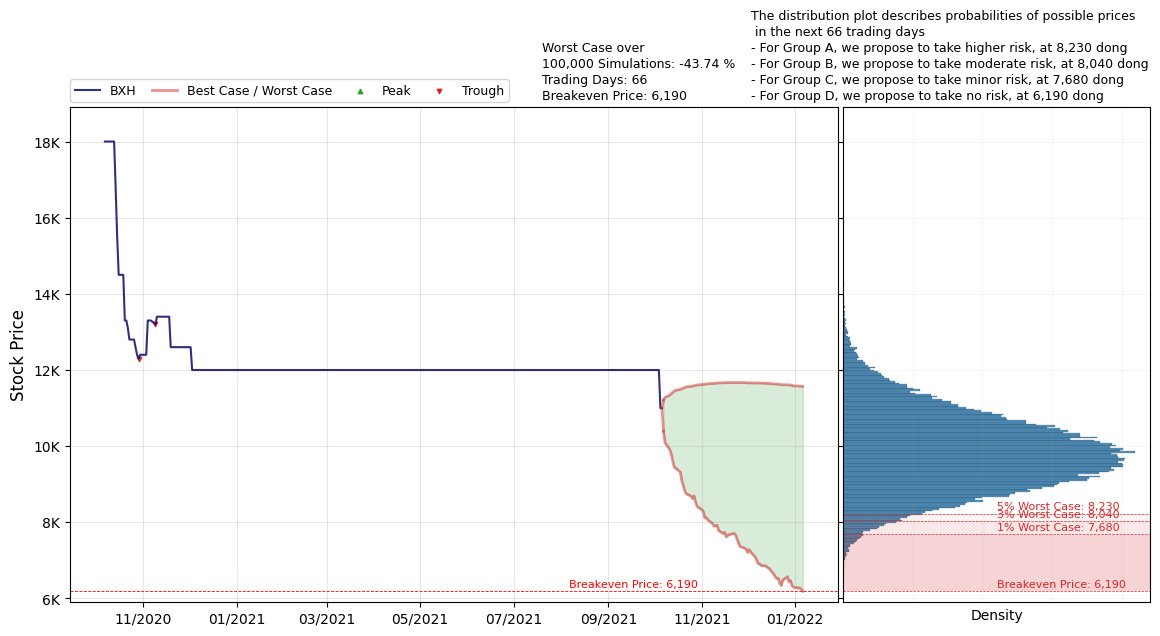 The distribution plot describes probabilities of possible prices
in the next 66 trading days
- For Group A, we propose to take higher risk, at 8,230 dong
- For Group B, we propose to take moderate risk, at 8,040 dong
- For Group C, we propose to take minor risk, at 7,680 dong
- For Group D, we propose to take no risk, at 6,190 dong
Worst Case over
100,000 Simulations: -43.74 %
Trading Days: 66
Breakeven Price: 6,190
BXH
Best Case / Worst Case
Peak
Trough
Stock Price
18K
16K
14K
12K
10K
8K
6K
11/2020
01/2021
03/2021
05/2021
07/2021
09/2021
11/2021
01/2022
Breakeven Price: 6,190
5% Worst Case: 8,230
3% Worst Case: 8,040
1% Worst Case: 7,680
Breakeven Price: 6,190
Density